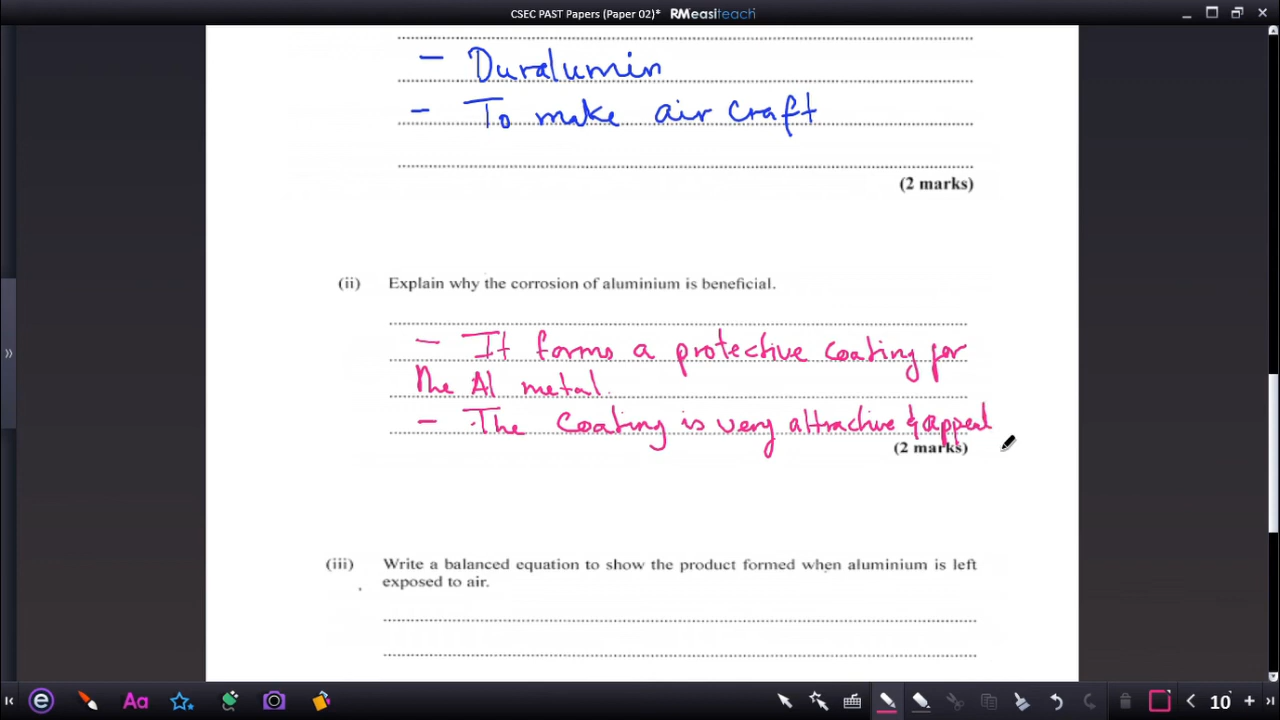 CSEC PAST Papers (Paper 02)* RMeasiteach
- Duralumin
- To make air craft
(2 marks)
(ii) Explain why the corrosion of aluminium is beneficial.
- It forms a protective coating for
the Al metal.
- The coating is very attractive & appeal
(2 marks)
(iii) Write a balanced equation to show the product formed when aluminium is left
exposed to air.
Aa
10